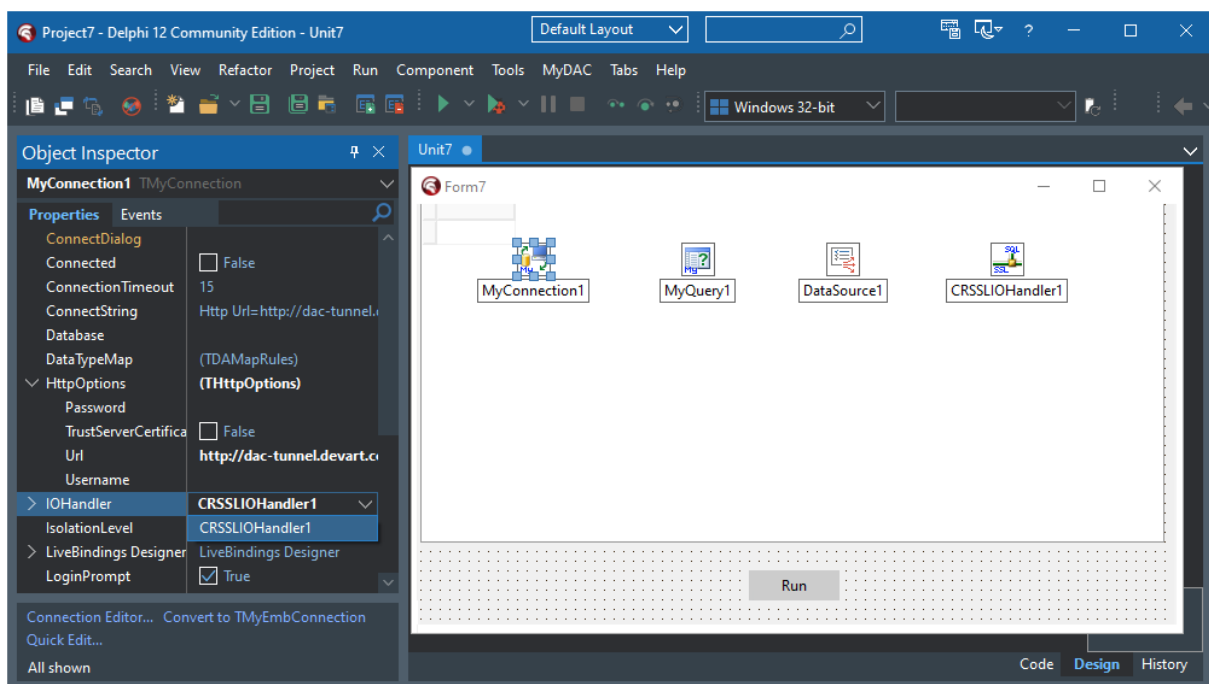 Project7 - Delphi 12 Community Edition - Unit7
Default Layout
?
File Edit Search View Refactor Project Run Component Tools MyDAC Tabs Help
Windows 32-bit
Object Inspector
MyConnection1 TMyConnection
Properties Events
ConnectDialog
Connected False
ConnectionTimeout 15
ConnectString Http Url=http://dac-tunnel.
Database
DataTypeMap (TDAMapRules)
HttpOptions (THttpOptions)
Password
TrustServerCertifica False
Url http://dac-tunnel.devart.c
Username
IOHandler CRSSLIOHandler1
IsolationLevel CRSSLIOHandler1
LiveBindings Designer LiveBindings Designer
LoginPrompt True
Connection Editor... Convert to TMyEmbConnection
Quick Edit...
All shown
Unit7
Form7
My
My ?
SQL
SSL
MyConnection1
MyQuery1
DataSource1
CRSSLIOHandler1
Run
Code Design History